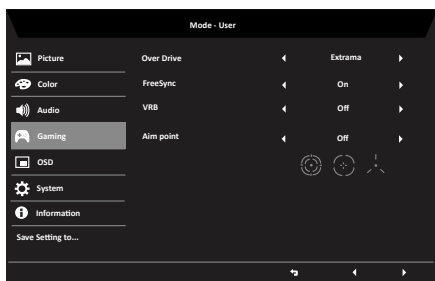 Mode - User
Picture
Over Drive Extrama
Color
FreeSync On
Audio
VRB Off
Gaming
Aim point Off
OSD
System
Information
Save Setting to...